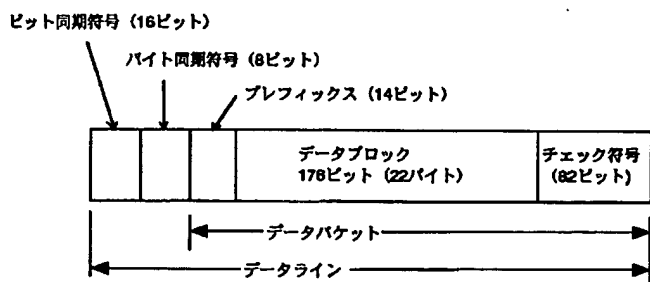 ビット同期符号(16ビット)
バイト同期符号(8ビット)
プレフィックス(14ビット)
データブロック
176ビット(22バイト)
チェック符号
(82ビット)
データパケット
データライン